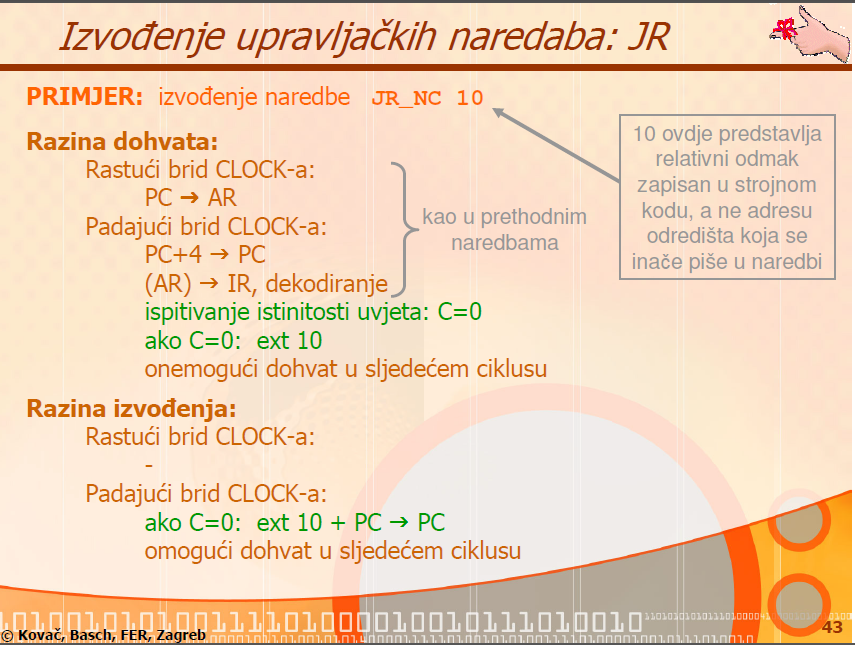 Izvođenje upravljačkih naredaba: JR
PRIMJER: izvođenje naredbe JR_NC 10
10 ovdje predstavlja
relativni odmak
zapisan u strojnom
kodu, a ne adresu
odredišta koja se
inače piše u naredbi
Razina dohvata:
Rastući brid CLOCK-a:
PC → AR
Padajući brid CLOCK-a:
PC+4 → PC
(AR) → IR, dekodiranje
kao u prethodnim
naredbama
ispitivanje istinitosti uvjeta: C=0
ako C=0: ext 10
onemogući dohvat u sljedećem ciklusu
Razina izvođenja:
Rastući brid CLOCK-a:
-
Padajući brid CLOCK-a:
ako C=0: ext 10 + PC → PC
omogući dohvat u sljedećem ciklusu
© Kovač, Basch, FER, Zagreb
43